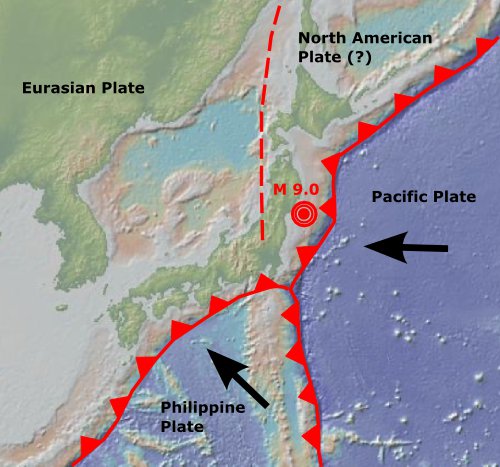 North American
Plate (?)
Eurasian Plate
M 9.0
Pacific Plate
Philippine
Plate